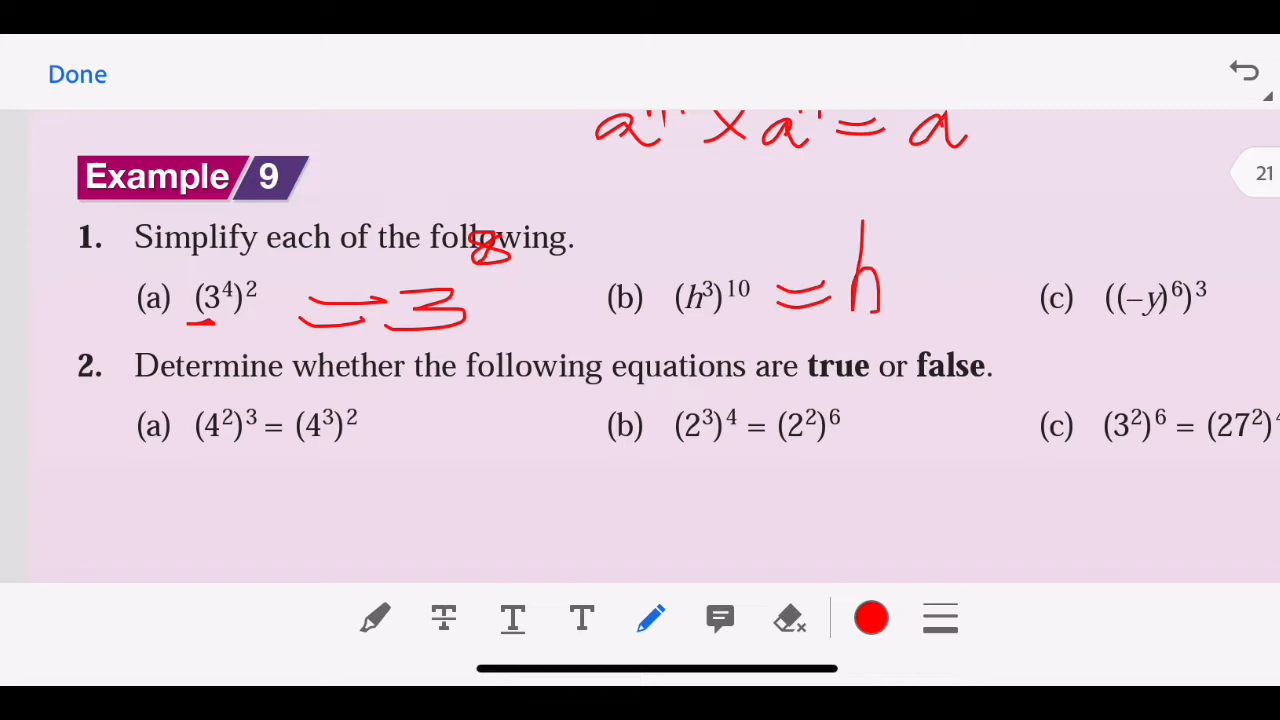 Done
a × a = a
21
Example 9
1. Simplify each of the following.
(a) (3⁴)² = 3⁸ (b) (h³)¹⁰ = h (c) ((–y)⁶)³
2. Determine whether the following equations are true or false.
(a) (4²)³ = (4³)² (b) (2³)⁴ = (2²)⁶ (c) (3²)⁶ = (27²)
T T T